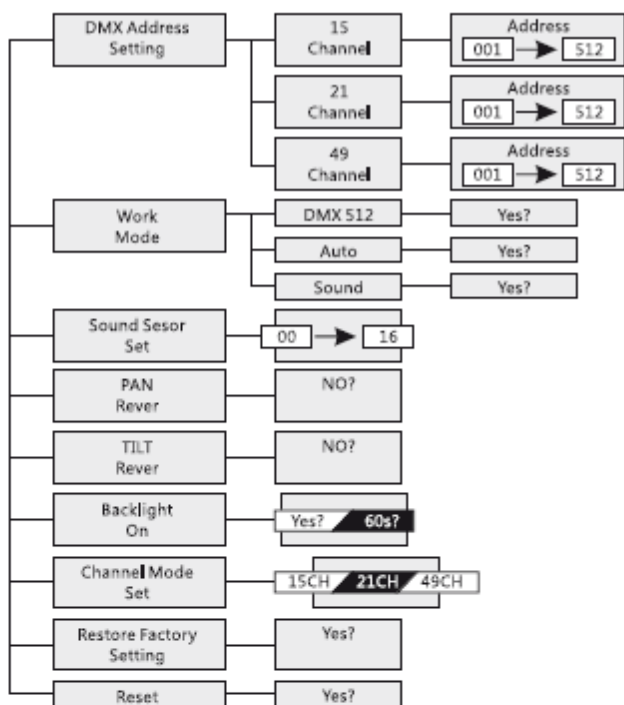 DMX Address
Setting
15
Channel
Address
001 512
21
Channel
Address
001 512
49
Channel
Address
001 512
Work
Mode
DMX 512
Yes?
Auto
Yes?
Sound
Yes?
Sound Sesor
Set
00 16
PAN
Rever
NO?
TILT
Rever
NO?
Backlight
On
Yes? 60s?
Channel Mode
Set
15CH 21CH 49CH
Restore Factory
Setting
Yes?
Reset
Yes?